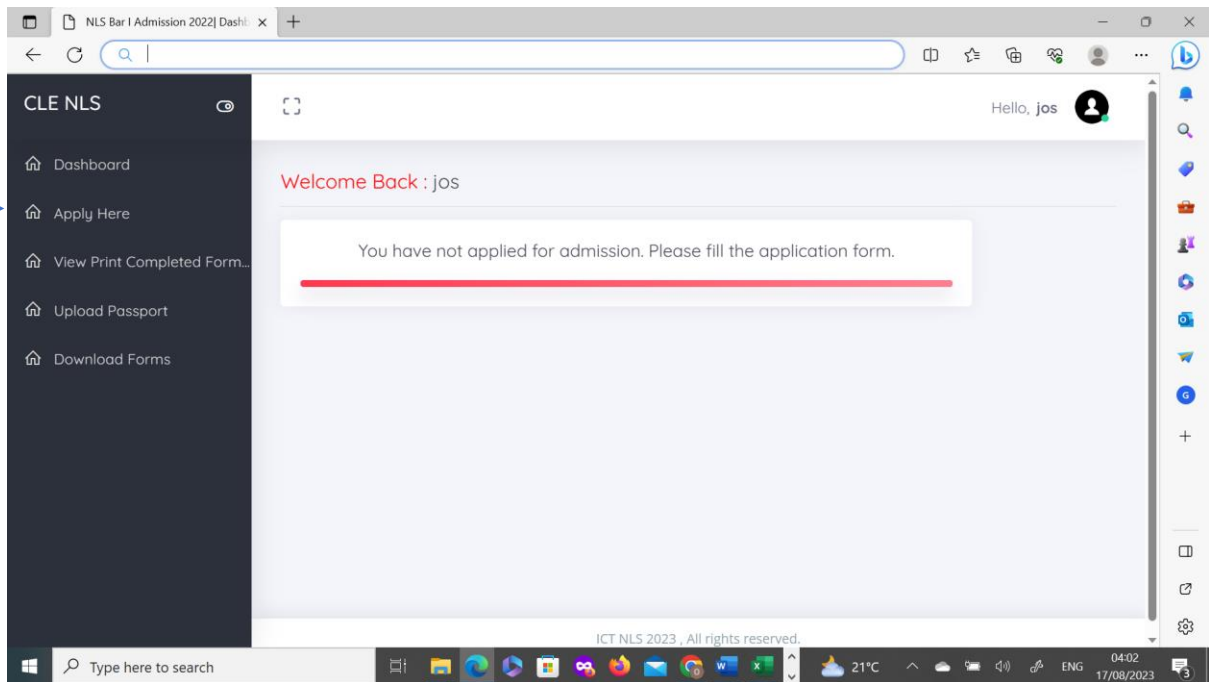 NLS Bar I Admission 2022| Dashb
CLE NLS
Hello, jos
Dashboard
Apply Here
View Print Completed Form...
Upload Passport
Download Forms
Welcome Back : jos
You have not applied for admission. Please fill the application form.
ICT NLS 2023 , All rights reserved.
G
Type here to search
21°C
ENG
04:02
17/08/2023
3